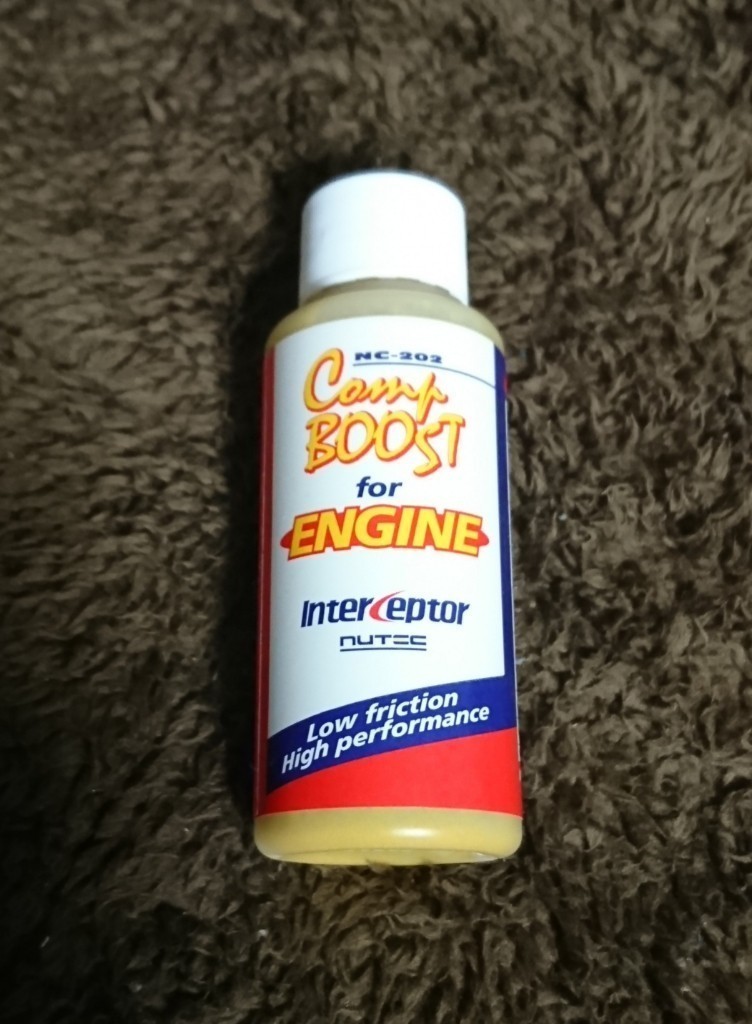 NC-202
Comp
BOOST
for
ENGINE
Interceptor
NUTEC
Low friction
High performance